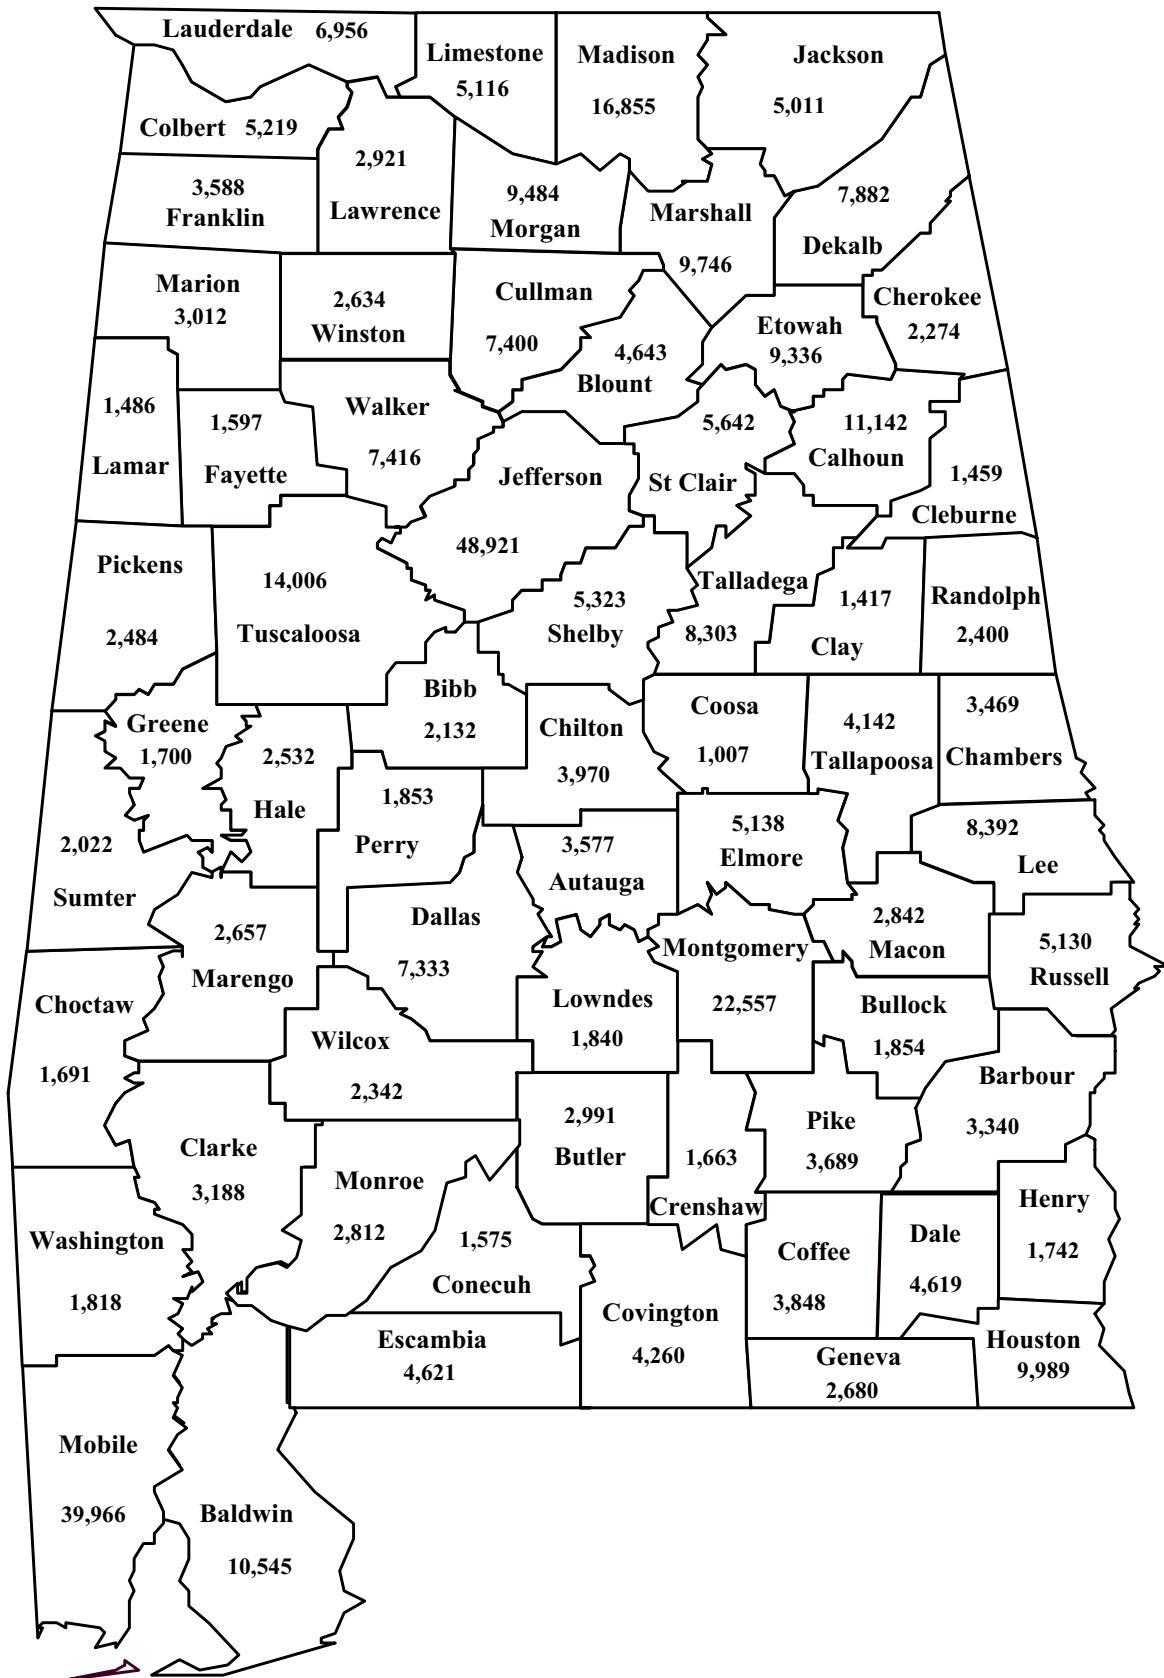 Lauderdale 6,956
Limestone
5,116
Madison
16,855
Jackson
5,011
Colbert 5,219
2,921
Lawrence
3,588
Franklin
9,484
Morgan
Marshall
9,746
7,882
Dekalb
Marion
3,012
2,634
Winston
Cullman
7,400
4,643
Blount
Etowah
9,336
Cherokee
2,274
1,486
Lamar
1,597
Fayette
Walker
7,416
Jefferson
48,921
5,642
St Clair
11,142
Calhoun
1,459
Cleburne
Pickens
2,484
14,006
Tuscaloosa
5,323
Shelby
Talladega
8,303
1,417
Clay
Randolph
2,400
Greene
1,700
2,532
Hale
Bibb
2,132
Chilton
3,970
Coosa
1,007
4,142
Tallapoosa
3,469
Chambers
2,022
Sumter
1,853
Perry
3,577
Autauga
5,138
Elmore
8,392
Lee
2,657
Marengo
Dallas
7,333
Montgomery
22,557
2,842
Macon
5,130
Russell
Choctaw
1,691
Wilcox
2,342
Lowndes
1,840
Bullock
1,854
Barbour
3,340
Clarke
3,188
Monroe
2,812
2,991
Butler
1,663
Crenshaw
Pike
3,689
Henry
1,742
Washington
1,818
1,575
Conecuh
Covington
4,260
Coffee
3,848
Dale
4,619
Escambia
4,621
Geneva
2,680
Houston
9,989
Mobile
39,966
Baldwin
10,545